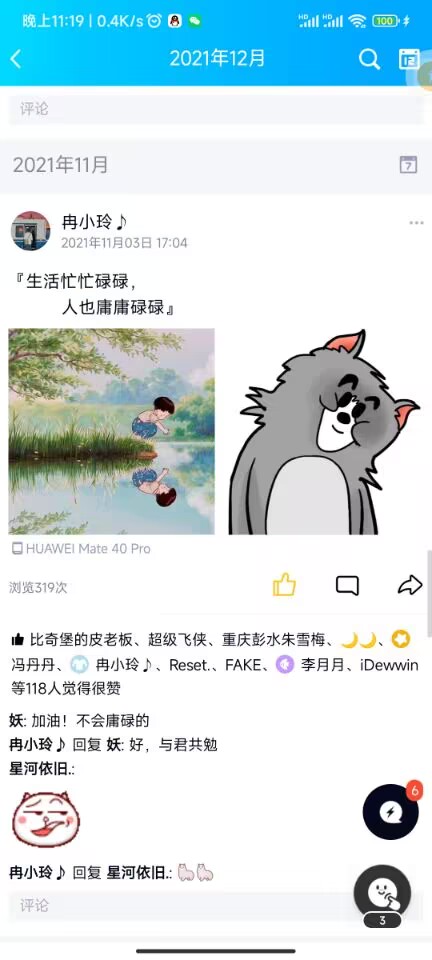 晚上11:19 | 0.4K/s
HD HD 100
2021年12月
12
评论
2021年11月
7
冉小玲♪
2021年11月03日 17:04
『生活忙忙碌碌，
人也庸庸碌碌』
HUAWEI Mate 40 Pro
浏览319次
比奇堡的皮老板、超级飞侠、重庆彭水朱雪梅、🌙🌙、
冯丹丹、冉小玲♪、Reset.、FAKE、李月月、iDewwin
等118人觉得很赞
妖: 加油！不会庸碌的
冉小玲♪ 回复 妖: 好，与君共勉
星河依旧.:
6
冉小玲♪ 回复 星河依旧.:
3
评论